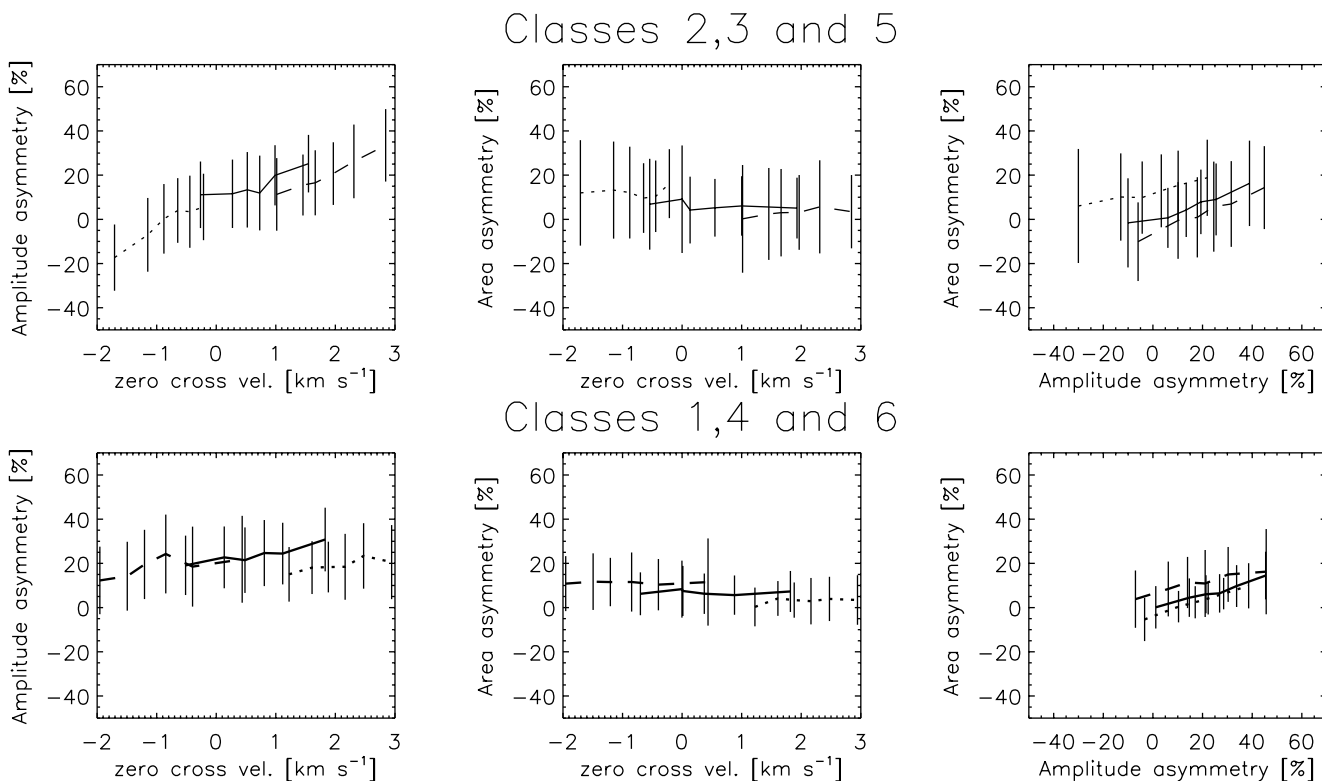 Classes 2,3 and 5
Amplitude asymmetry [%]
60
40
20
0
−20
−40
−2 −1 0 1 2 3
zero cross vel. [km s⁻¹]
Area asymmetry [%]
60
40
20
0
−20
−40
−2 −1 0 1 2 3
zero cross vel. [km s⁻¹]
Area asymmetry [%]
60
40
20
0
−20
−40
−40 −20 0 20 40 60
Amplitude asymmetry [%]
Classes 1,4 and 6
Amplitude asymmetry [%]
60
40
20
0
−20
−40
−2 −1 0 1 2 3
zero cross vel. [km s⁻¹]
Area asymmetry [%]
60
40
20
0
−20
−40
−2 −1 0 1 2 3
zero cross vel. [km s⁻¹]
Area asymmetry [%]
60
40
20
0
−20
−40
−40 −20 0 20 40 60
Amplitude asymmetry [%]